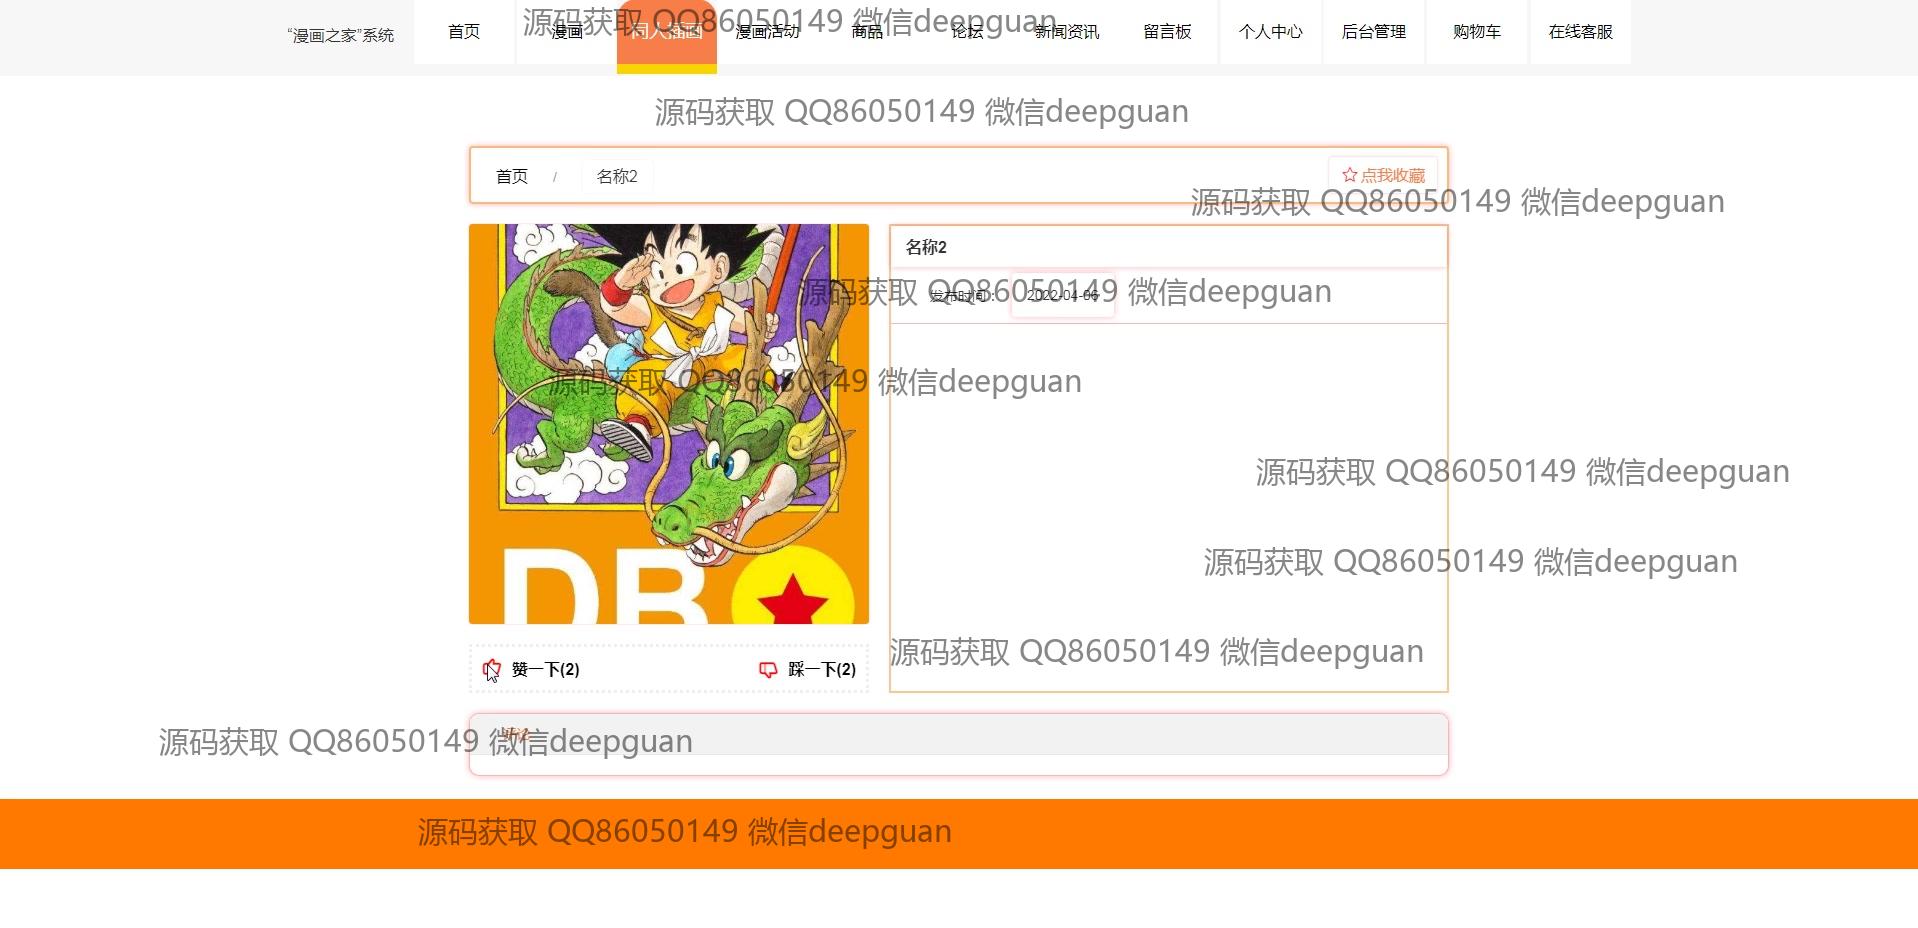 “漫画之家”系统
首页
漫画
同人插画
漫画活动
商品
论坛
新闻资讯
留言板
个人中心
后台管理
购物车
在线客服
源码获取 QQ86050149 微信deepguan
源码获取 QQ86050149 微信deepguan
首页 / 名称2
点我收藏
源码获取 QQ86050149 微信deepguan
名称2
发布时间：
2022-04-06
源码获取 QQ86050149 微信deepguan
源码获取 QQ86050149 微信deepguan
源码获取 QQ86050149 微信deepguan
源码获取 QQ86050149 微信deepguan
DB
源码获取 QQ86050149 微信deepguan
赞一下(2)
踩一下(2)
评论
源码获取 QQ86050149 微信deepguan
源码获取 QQ86050149 微信deepguan